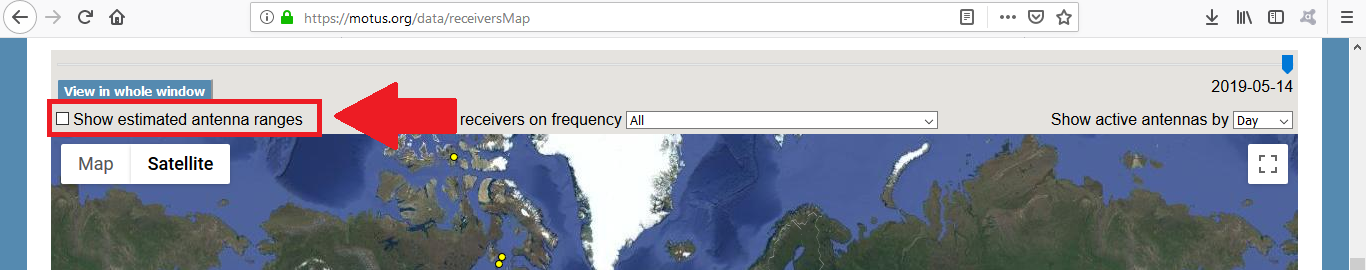 https://motus.org/data/receiversMap
View in whole window
2019-05-14
Show estimated antenna ranges
receivers on frequency All
Show active antennas by Day
Map Satellite